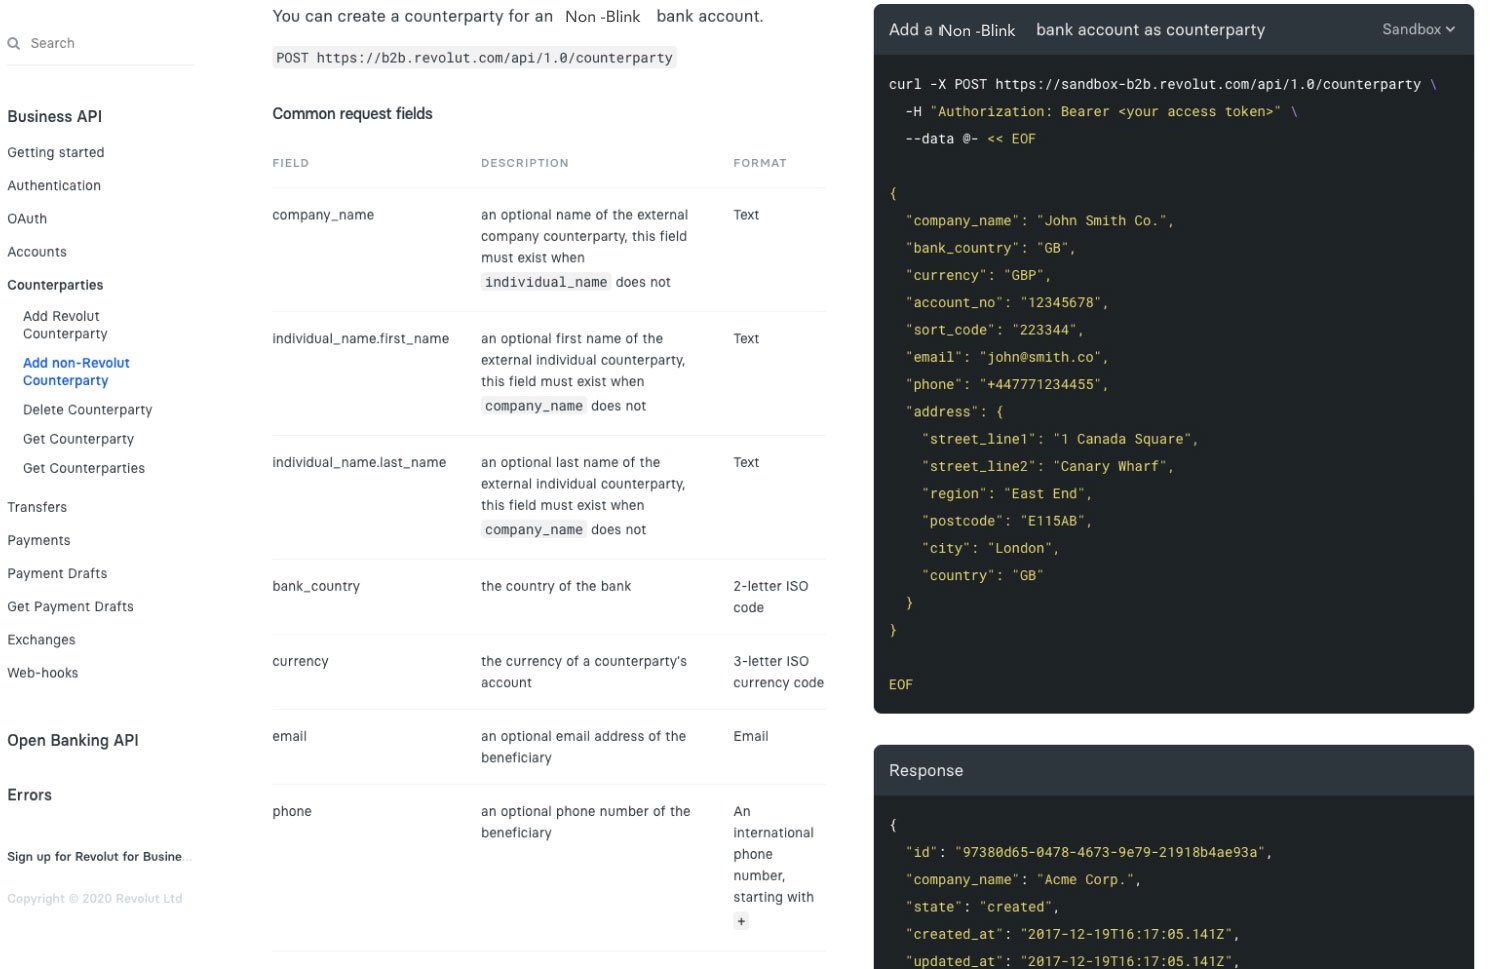 Search
Business API
Getting started
Authentication
OAuth
Accounts
Counterparties
Add Revolut
Counterparty
Add non-Revolut
Counterparty
Delete Counterparty
Get Counterparty
Get Counterparties
Transfers
Payments
Payment Drafts
Get Payment Drafts
Exchanges
Web-hooks
Open Banking API
Errors
Sign up for Revolut for Busine...
Copyright © 2020 Revolut Ltd
You can create a counterparty for an Non -Blink bank account.
POST https://b2b.revolut.com/api/1.0/counterparty
Common request fields
FIELD DESCRIPTION FORMAT
company_name an optional name of the external Text
company counterparty, this field
must exist when
individual_name does not
individual_name.first_name an optional first name of the Text
external individual counterparty,
this field must exist when
company_name does not
individual_name.last_name an optional last name of the Text
external individual counterparty,
this field must exist when
company_name does not
bank_country the country of the bank 2-letter ISO
code
currency the currency of a counterparty's 3-letter ISO
account currency code
email an optional email address of the Email
beneficiary
phone an optional phone number of the An
beneficiary international
phone
number,
starting with
+
Add a Non -Blink bank account as counterparty Sandbox
curl -X POST https://sandbox-b2b.revolut.com/api/1.0/counterparty \
-H "Authorization: Bearer <your access token>" \
--data @- << EOF
{
"company_name": "John Smith Co.",
"bank_country": "GB",
"currency": "GBP",
"account_no": "12345678",
"sort_code": "223344",
"email": "john@smith.co",
"phone": "+447771234455",
"address": {
"street_line1": "1 Canada Square",
"street_line2": "Canary Wharf",
"region": "East End",
"postcode": "E115AB",
"city": "London",
"country": "GB"
}
}
EOF
Response
{
"id": "97380d65-0478-4673-9e79-21918b4ae93a",
"company_name": "Acme Corp.",
"state": "created",
"created_at": "2017-12-19T16:17:05.141Z",
"updated_at": "2017-12-19T16:17:05.141Z",